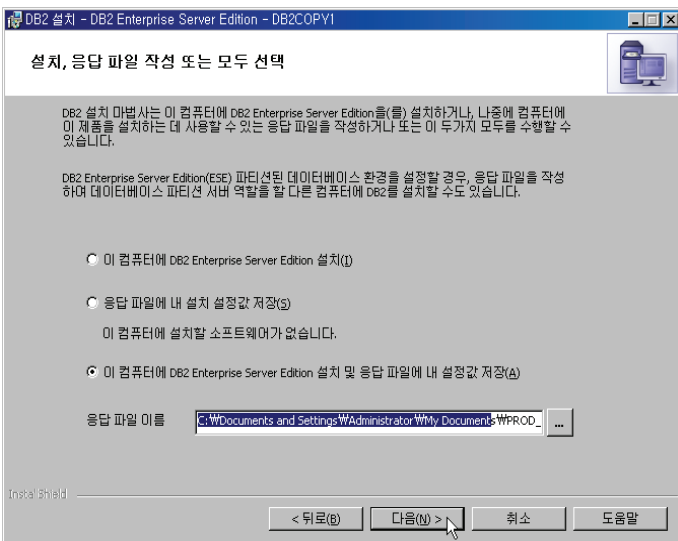 DB2 설치 - DB2 Enterprise Server Edition - DB2COPY1
설치, 응답 파일 작성 또는 모두 선택
DB2 설치 마법사는 이 컴퓨터에 DB2 Enterprise Server Edition을(를) 설치하거나, 나중에 컴퓨터에
이 제품을 설치하는 데 사용할 수 있는 응답 파일을 작성하거나 또는 이 두가지 모두를 수행할 수
있습니다.
DB2 Enterprise Server Edition(ESE) 파티션된 데이터베이스 환경을 설정할 경우, 응답 파일을 작성
하며 데이터베이스 파티션 서버 역할을 할 다른 컴퓨터에 DB2를 설치할 수도 있습니다.
이 컴퓨터에 DB2 Enterprise Server Edition 설치(I)
응답 파일에 내 설치 설정값 저장(S)
이 컴퓨터에 설치할 소프트웨어가 없습니다.
이 컴퓨터에 DB2 Enterprise Server Edition 설치 및 응답 파일에 내 설정값 저장(A)
응답 파일 이름 C:₩Documents and Settings₩Administrator₩My Documents₩PROD_ ...
InstallShield
< 뒤로(B) 다음(N) > 취소 도움말